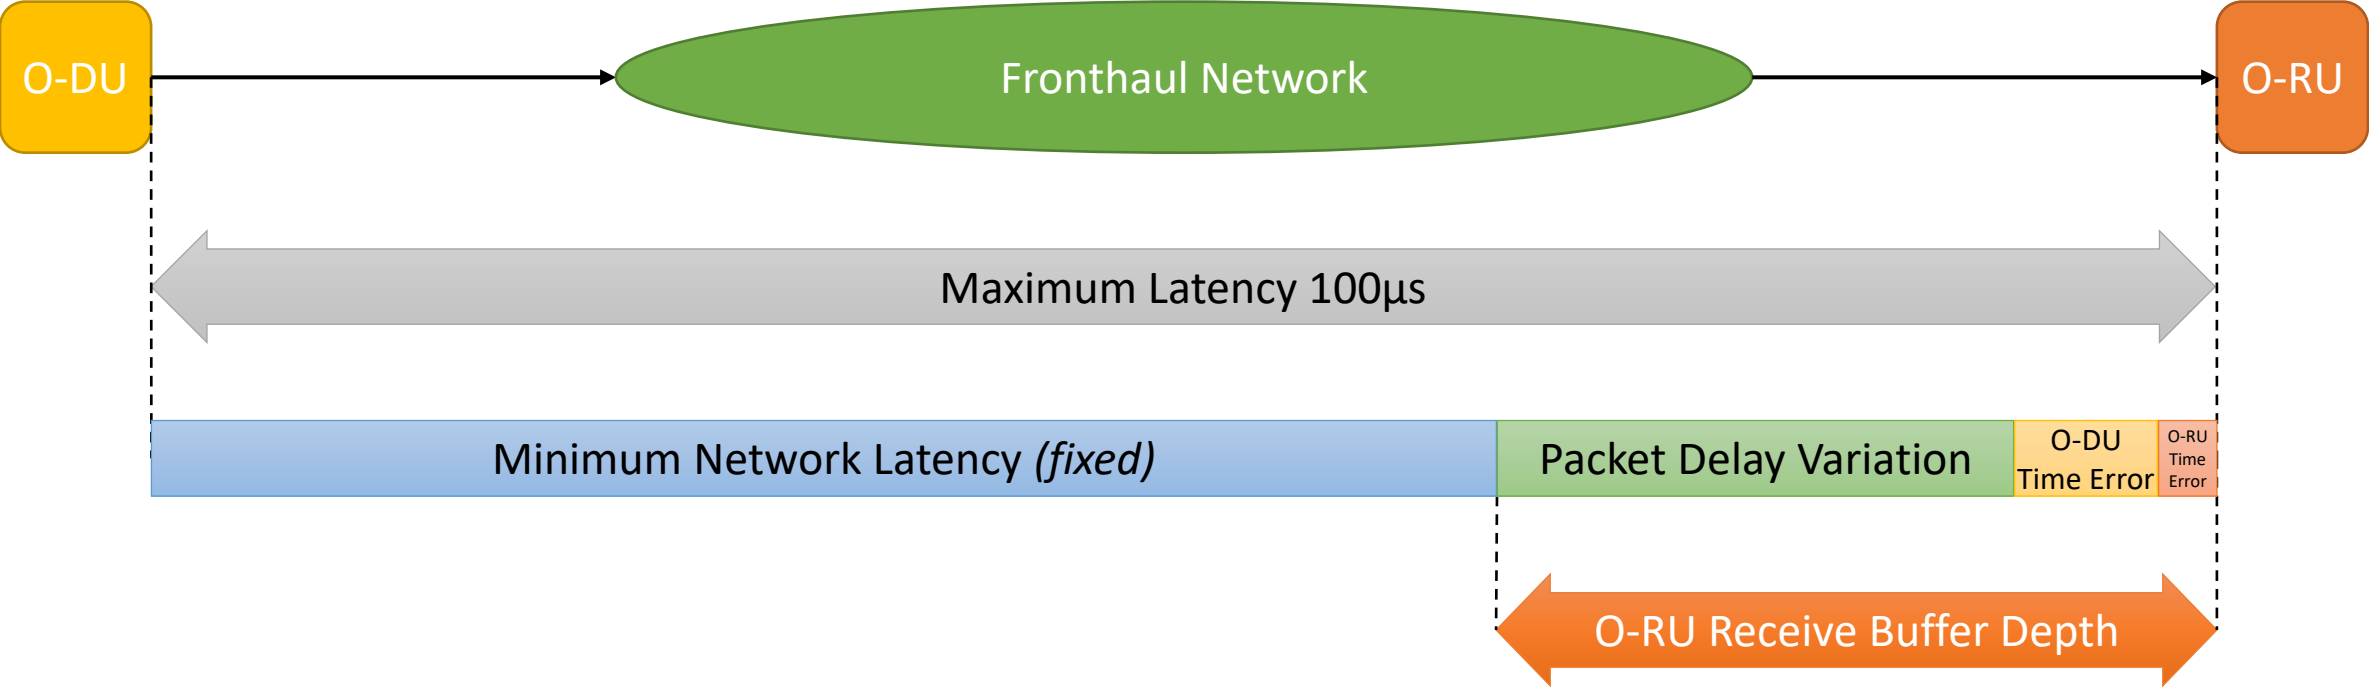 O-DU
Fronthaul Network
O-RU
Maximum Latency 100µs
Minimum Network Latency (fixed)
Packet Delay Variation
O-DU
Time Error
O-RU
Time
Error
O-RU Receive Buffer Depth